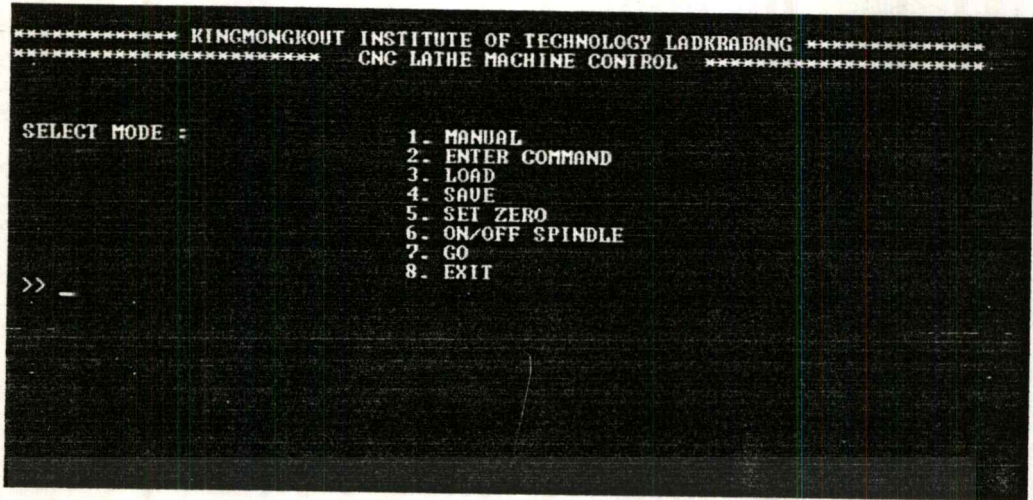 ************ KINGMONGKOUT INSTITUTE OF TECHNOLOGY LADKRABANG *************
*********************** CNC LATHE MACHINE CONTROL *********************
SELECT MODE :
1. MANUAL
2. ENTER COMMAND
3. LOAD
4. SAVE
5. SET ZERO
6. ON/OFF SPINDLE
7. GO
8. EXIT
>> _